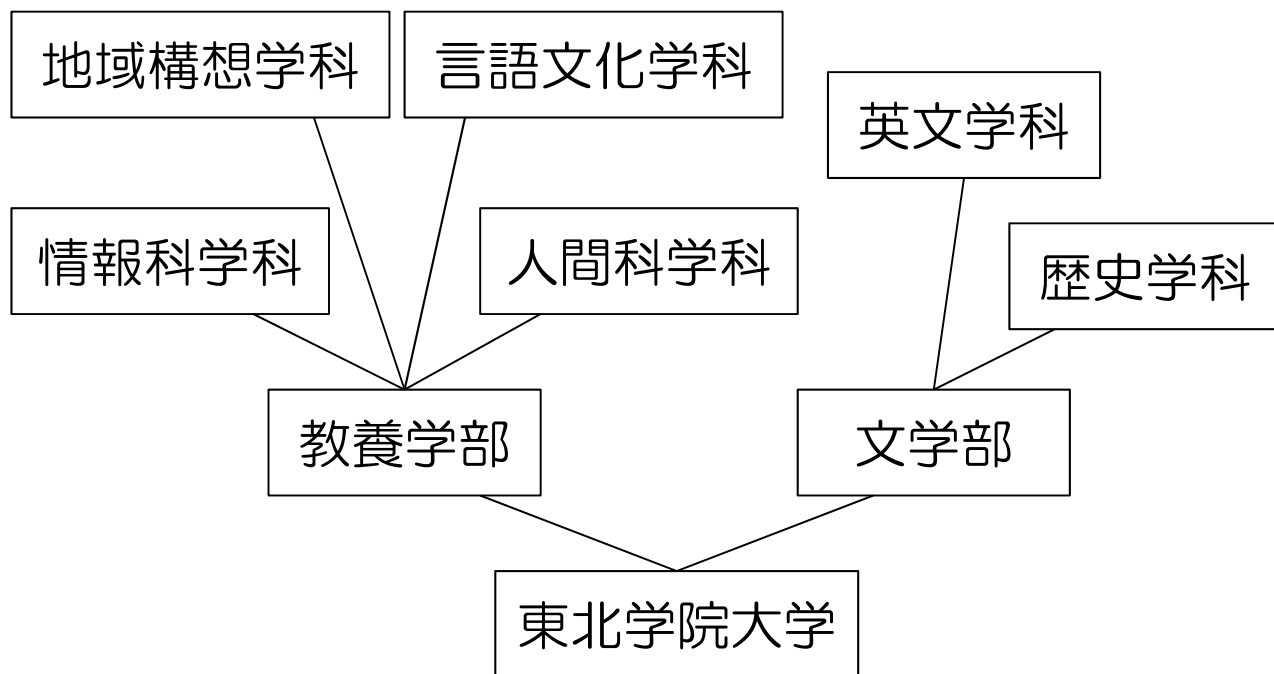 地域構想学科
言語文化学科
英文学科
情報科学科
人間科学科
歴史学科
教養学部
文学部
東北学院大学